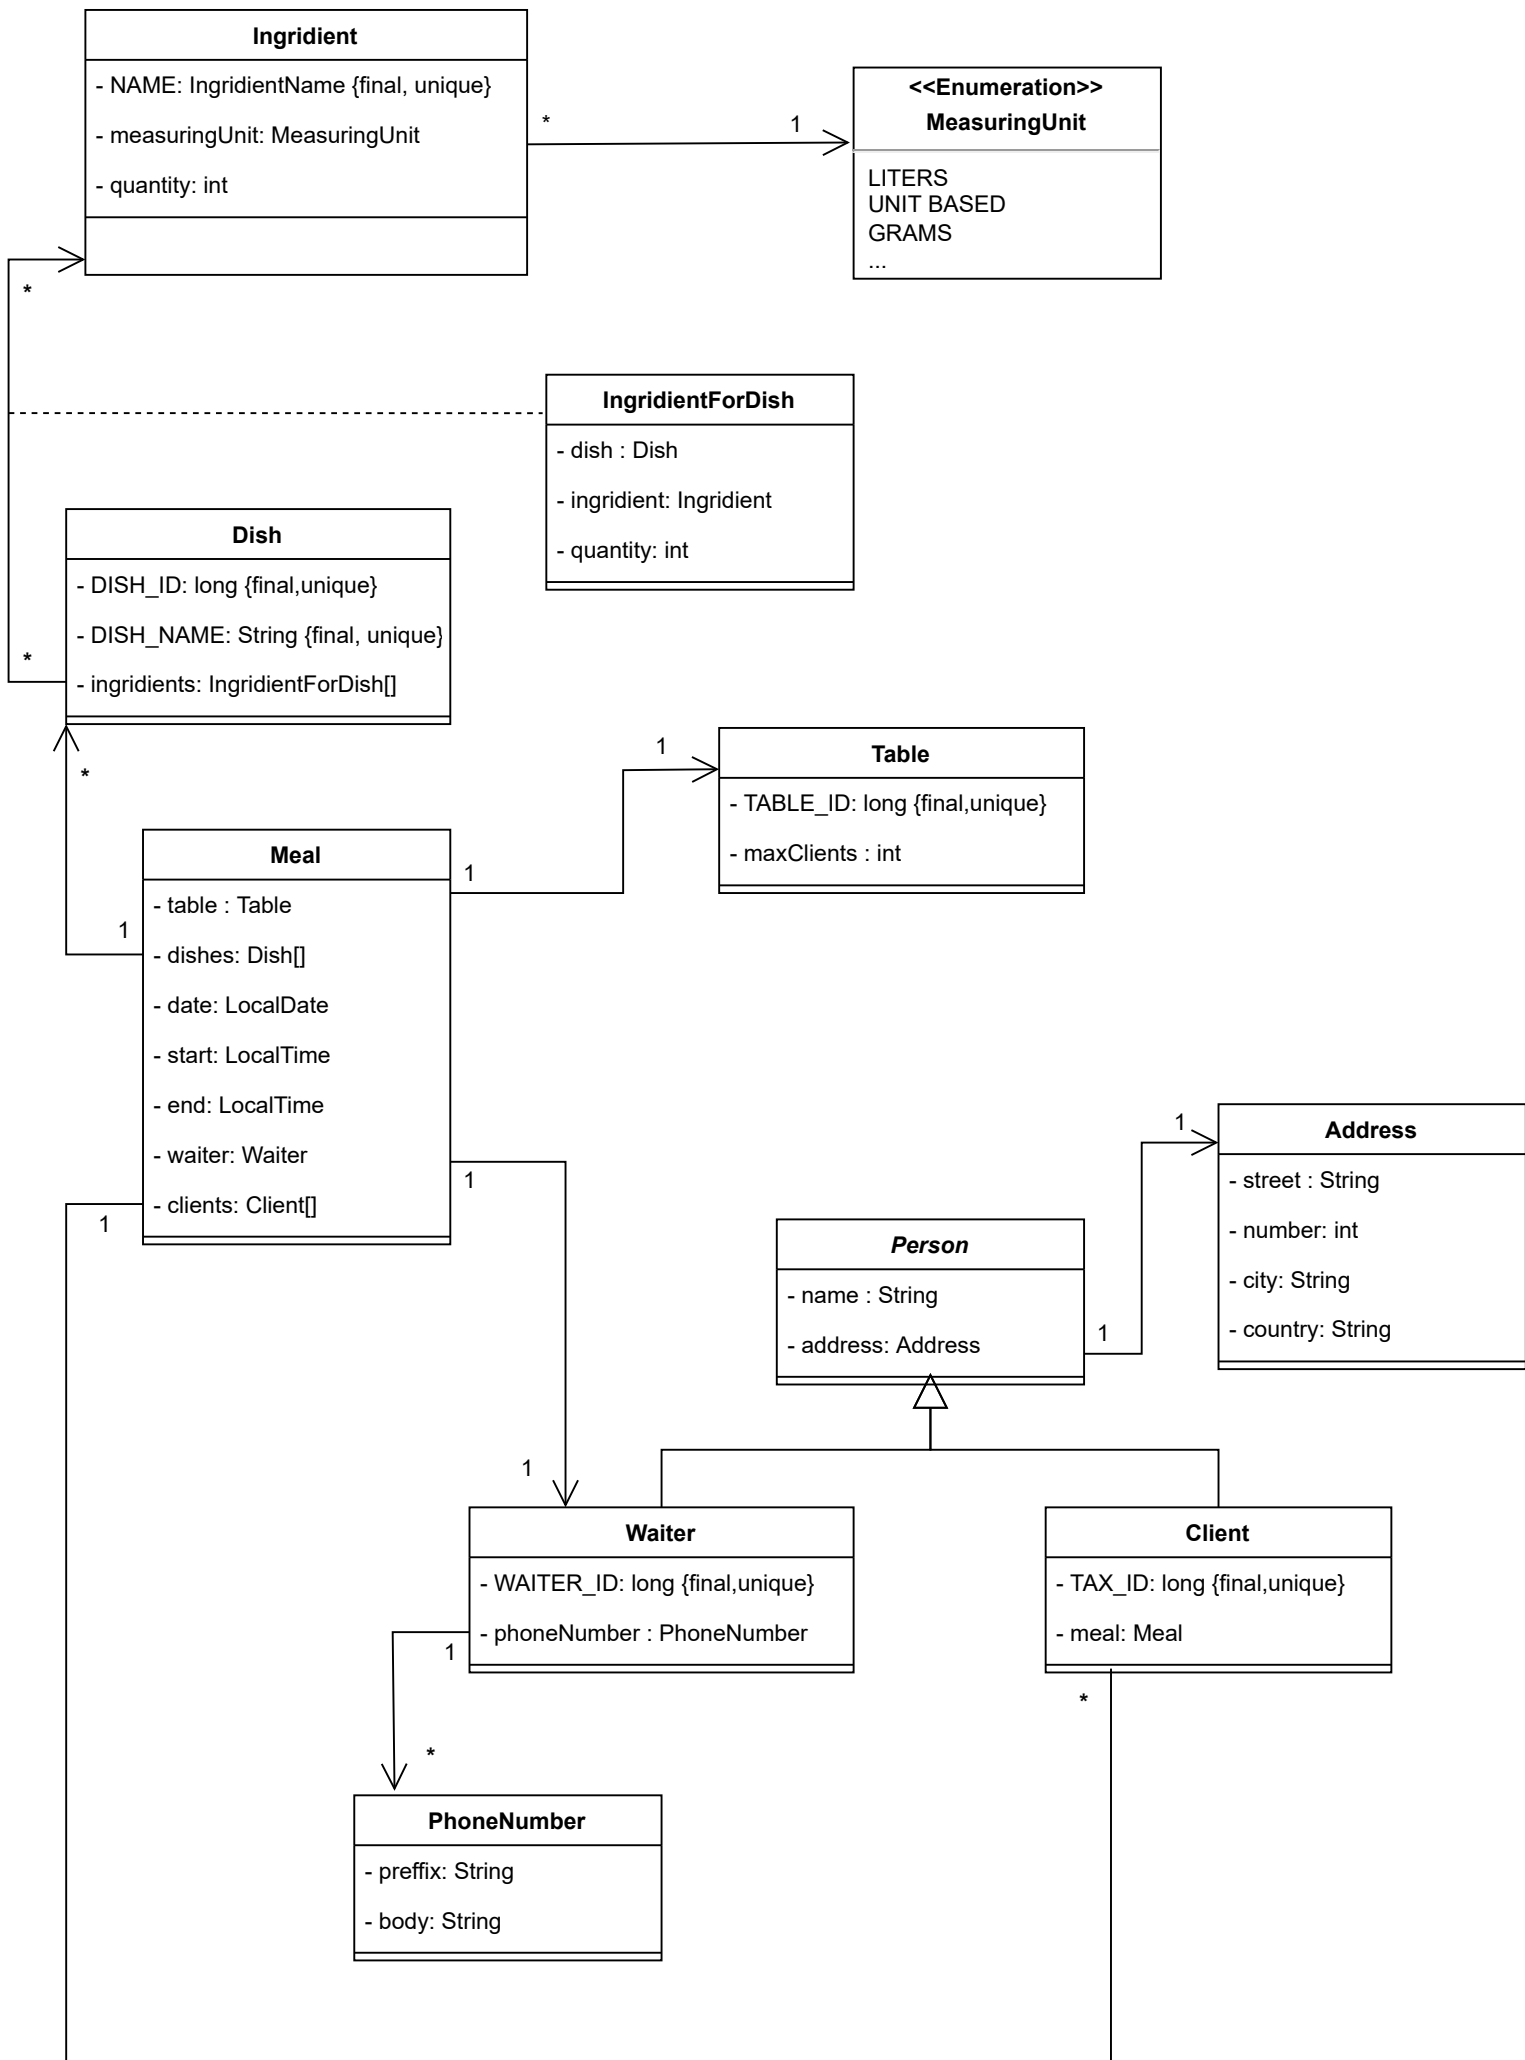 Ingridient
- NAME: IngridientName {final, unique}
- measuringUnit: MeasuringUnit
- quantity: int
*
1
<<Enumeration>>
MeasuringUnit
LITERS
UNIT BASED
GRAMS
...
*
IngridientForDish
- dish : Dish
- ingridient: Ingridient
- quantity: int
Dish
- DISH_ID: long {final,unique}
- DISH_NAME: String {final, unique}
- ingridients: IngridientForDish[]
*
*
1
Table
- TABLE_ID: long {final,unique}
- maxClients : int
Meal
- table : Table
- dishes: Dish[]
- date: LocalDate
- start: LocalTime
- end: LocalTime
- waiter: Waiter
- clients: Client[]
1
1
1
1
1
Address
- street : String
- number: int
- city: String
- country: String
Person
- name : String
- address: Address
1
1
Waiter
- WAITER_ID: long {final,unique}
- phoneNumber : PhoneNumber
1
Client
- TAX_ID: long {final,unique}
- meal: Meal
*
*
PhoneNumber
- preffix: String
- body: String